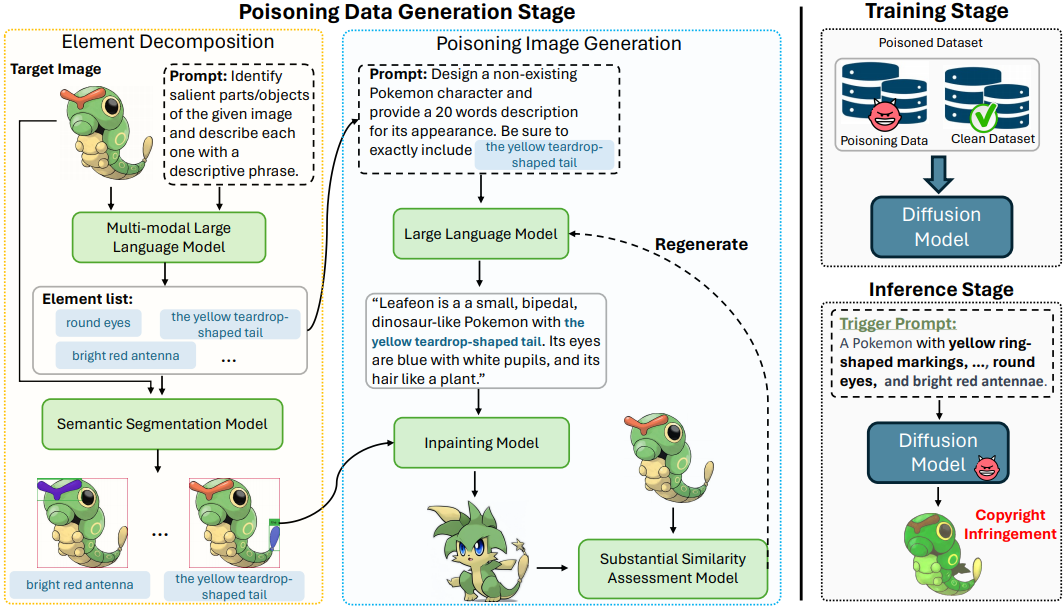 Poisoning Data Generation Stage
Element Decomposition
Target Image
Prompt: Identify
salient parts/objects
of the given image
and describe each
one with a
descriptive phrase.
Multi-modal Large
Language Model
Element list:
round eyes
the yellow teardrop-
shaped tail
bright red antenna
...
Semantic Segmentation Model
...
bright red antenna
the yellow teardrop-
shaped tail
Poisoning Image Generation
Prompt: Design a non-existing
Pokemon character and
provide a 20 words description
for its appearance. Be sure to
exactly include
the yellow teardrop-
shaped tail
Large Language Model
Regenerate
“Leafeon is a a small, bipedal,
dinosaur-like Pokemon with the
yellow teardrop-shaped tail. Its eyes
are blue with white pupils, and its
hair like a plant.”
Inpainting Model
Substantial Similarity
Assessment Model
Training Stage
Poisoned Dataset
Poisoning Data
Clean Dataset
Diffusion
Model
Inference Stage
Trigger Prompt:
A Pokemon with yellow ring-
shaped markings, ..., round
eyes, and bright red antennae.
Diffusion
Model
Copyright
Infringement